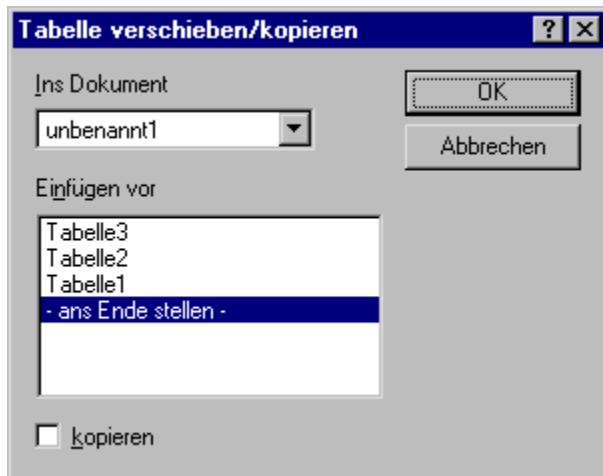 Tabelle verschieben/kopieren
Ins Dokument
OK
unbenannt1
Abbrechen
Einfügen vor
Tabelle3
Tabelle2
Tabelle1
- ans Ende stellen -
kopieren